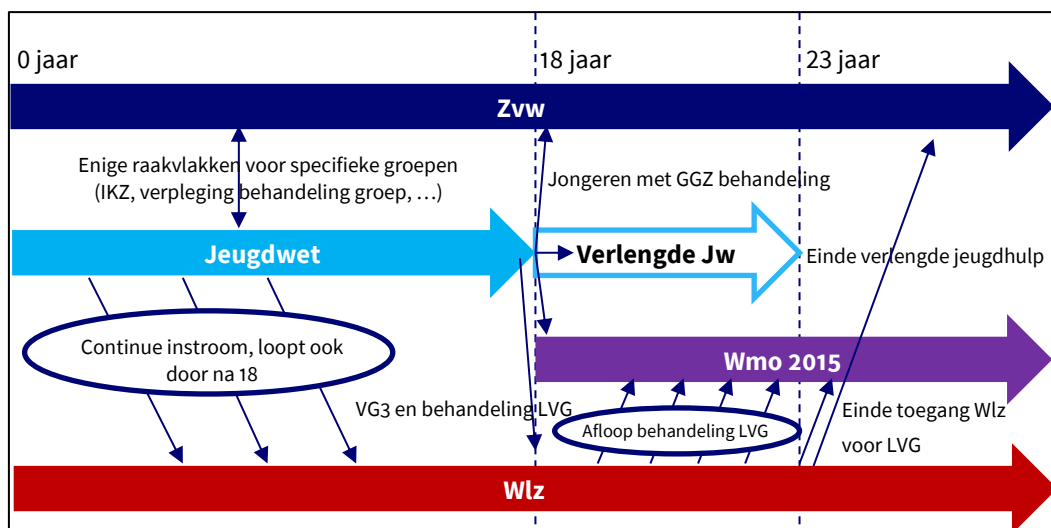 0 jaar
18 jaar
23 jaar
Zvw
Enige raakvlakken voor specifieke groepen
(IKZ, verpleging behandeling groep, …)
Jongeren met GGZ behandeling
Jeugdwet
Verlengde Jw
Einde verlengde jeugdhulp
Continue instroom, loopt ook
door na 18
Wmo 2015
VG3 en behandeling LVG
Afloop behandeling LVG
Einde toegang Wlz
voor LVG
Wlz